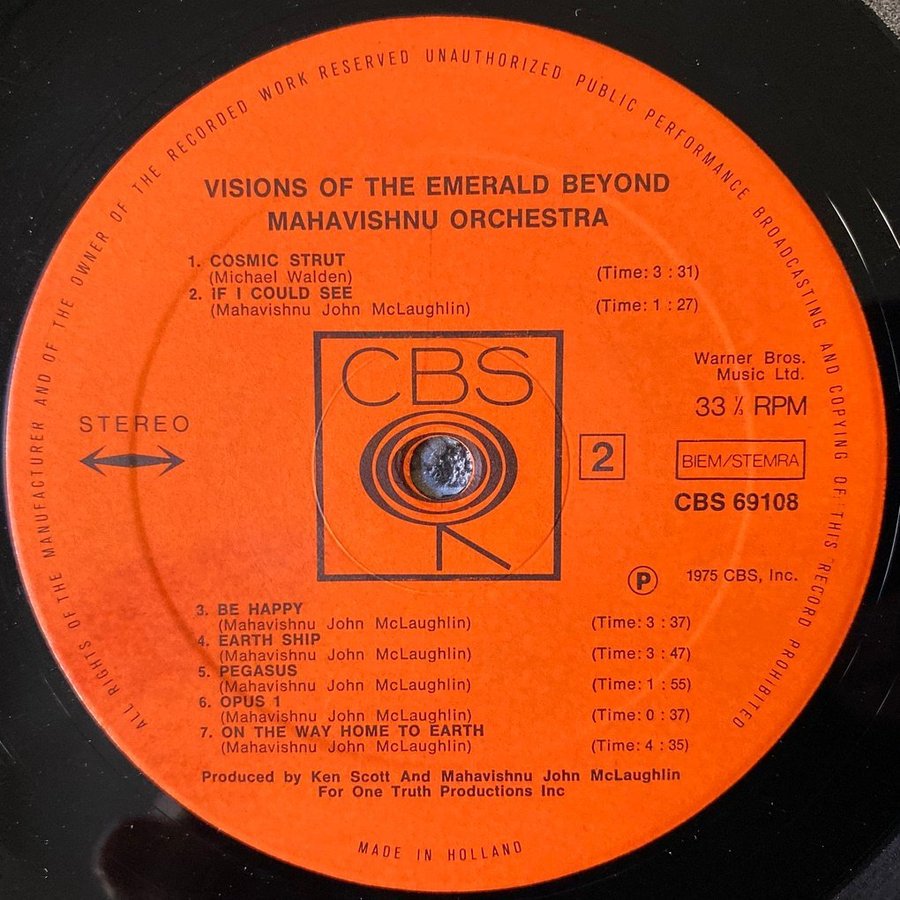 ALL RIGHTS OF THE MANUFACTURER AND OF THE OWNER OF THE RECORDED WORK RESERVED UNAUTHORIZED PUBLIC PERFORMANCE BROADCASTING AND COPYING OF THIS RECORD PROHIBITED
VISIONS OF THE EMERALD BEYOND
MAHAVISHNU ORCHESTRA
1. COSMIC STRUT
(Michael Walden) (Time: 3 : 31)
2. IF I COULD SEE
(Mahavishnu John McLaughlin) (Time: 1 : 27)
CBS
Warner Bros.
Music Ltd.
33 ⅓ RPM
STEREO
2
BIEM/STEMRA
CBS 69108
P 1975 CBS, Inc.
3. BE HAPPY
(Mahavishnu John McLaughlin) (Time: 3 : 37)
4. EARTH SHIP
(Mahavishnu John McLaughlin) (Time: 3 : 47)
5. PEGASUS
(Mahavishnu John McLaughlin) (Time: 1 : 55)
6. OPUS 1
(Mahavishnu John McLaughlin) (Time: 0 : 37)
7. ON THE WAY HOME TO EARTH
(Mahavishnu John McLaughlin) (Time: 4 : 35)
Produced by Ken Scott And Mahavishnu John McLaughlin
For One Truth Productions Inc
MADE IN HOLLAND